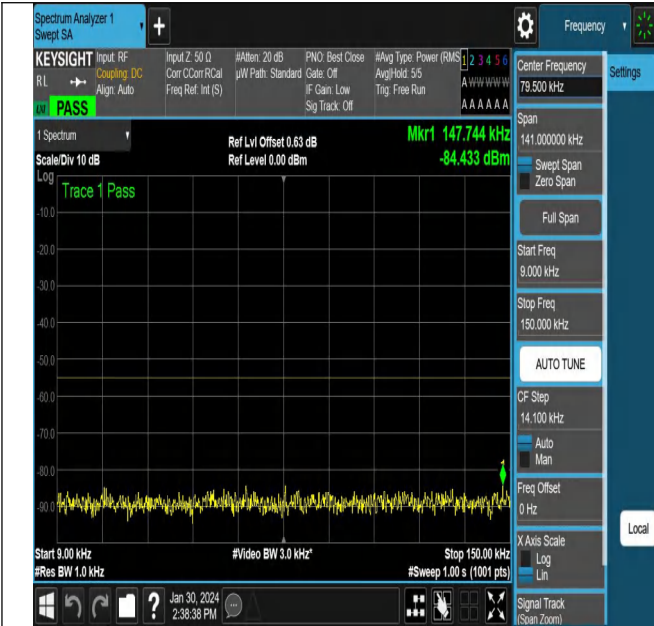 Spectrum Analyzer 1
Swept SA
Frequency
KEYSIGHT
RL
PASS
Input: RF
Coupling: DC
Align: Auto
Input Z: 50 Ω
Corr CCorr RCal
Freq Ref: Int (S)
#Atten: 20 dB
µW Path: Standard
PNO: Best Close
Gate: Off
IF Gain: Low
Sig Track: Off
#Avg Type: Power (RMS
Avg|Hold: 5/5
Trig: Free Run
1 2 3 4 5 6
A W W W W W
A A A A A A
1 Spectrum
Scale/Div 10 dB
Ref Lvl Offset 0.63 dB
Ref Level 0.00 dBm
Mkr1 147.744 kHz
-84.433 dBm
Log
Trace 1 Pass
-10.0
-20.0
-30.0
-40.0
-50.0
-60.0
-70.0
-80.0
-90.0
1
Start 9.00 kHz
#Res BW 1.0 kHz
#Video BW 3.0 kHz*
Stop 150.00 kHz
#Sweep 1.00 s (1001 pts)
?
Jan 30, 2024
2:38:38 PM
Center Frequency
79.500 kHz
Settings
Span
141.000000 kHz
Swept Span
Zero Span
Full Span
Start Freq
9.000 kHz
Stop Freq
150.000 kHz
AUTO TUNE
CF Step
14.100 kHz
Auto
Man
Freq Offset
0 Hz
Local
X Axis Scale
Log
Lin
Signal Track
(Span Zoom)